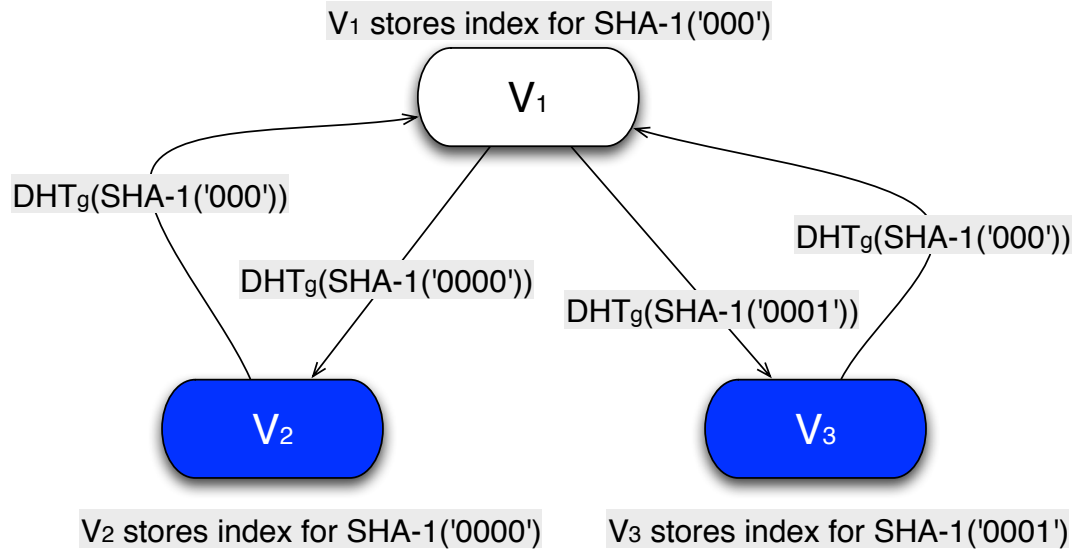 V1 stores index for SHA-1('000')
V1
DHTg(SHA-1('000'))
DHTg(SHA-1('000'))
DHTg(SHA-1('0000'))
DHTg(SHA-1('0001'))
V2
V3
V2 stores index for SHA-1('0000')
V3 stores index for SHA-1('0001')